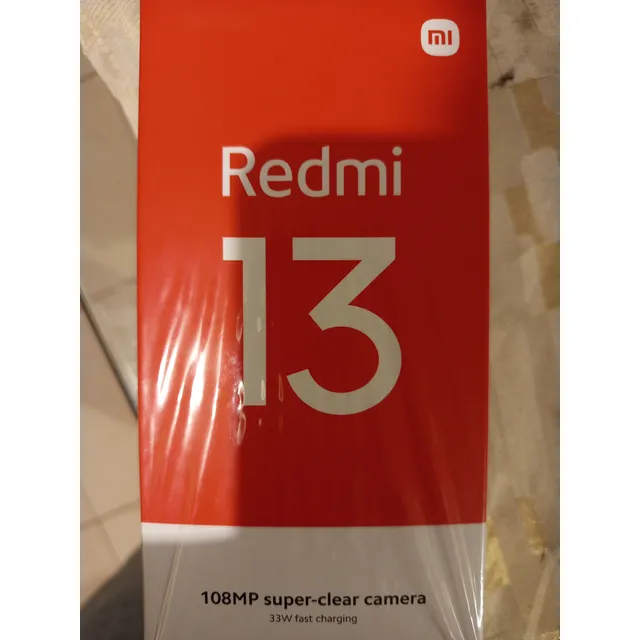 mi
Redmi
13
108MP super-clear camera
33W fast charging